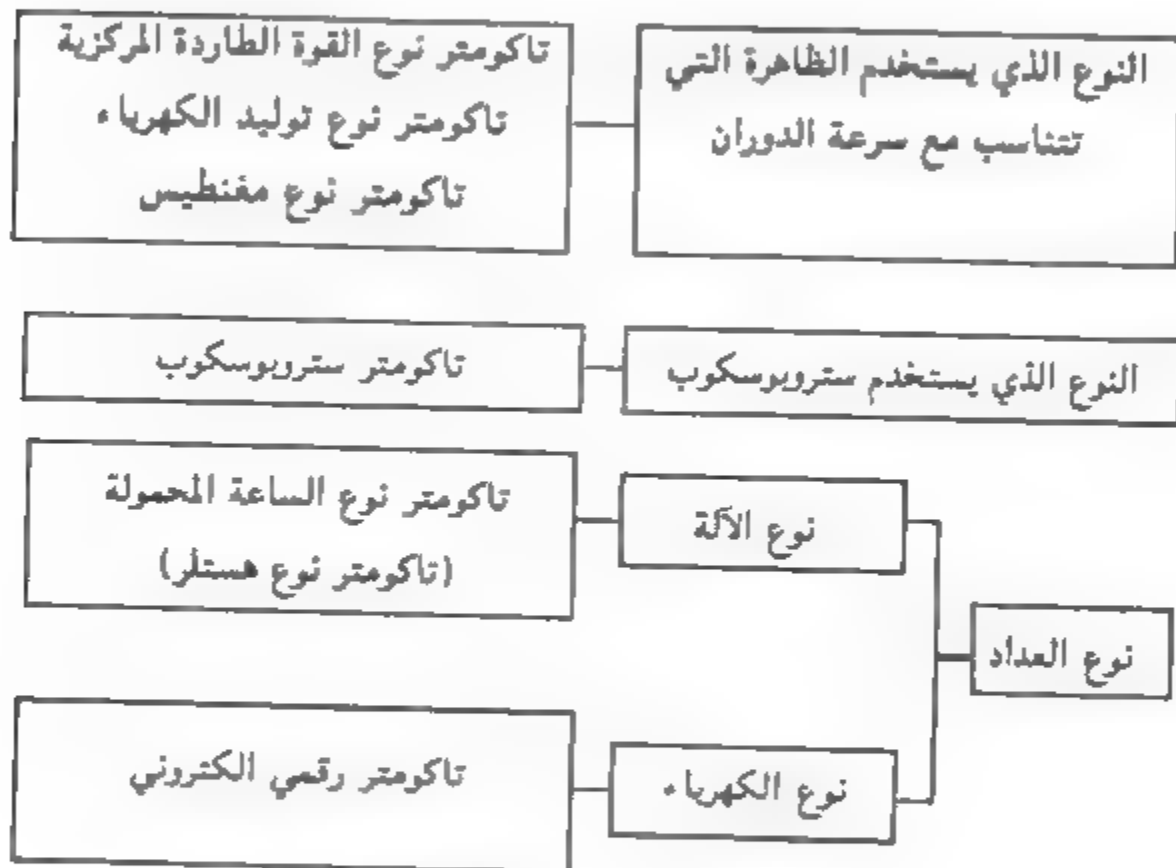 النوع الذي يستخدم الظاهرة التي
تتناسب مع سرعة الدوران
تاكومتر نوع القوة الطاردة المركزية
تاكومتر نوع توليد الكهرباء
تاكومتر نوع مغنطيس
النوع الذي يستخدم ستروبوسكوب
تاكومتر ستروبوسكوب
نوع العداد
نوع الآلة
تاكومتر نوع الساعة المحمولة
(تاكومتر نوع هستلر)
نوع الكهرباء
تاكومتر رقمي الكتروني